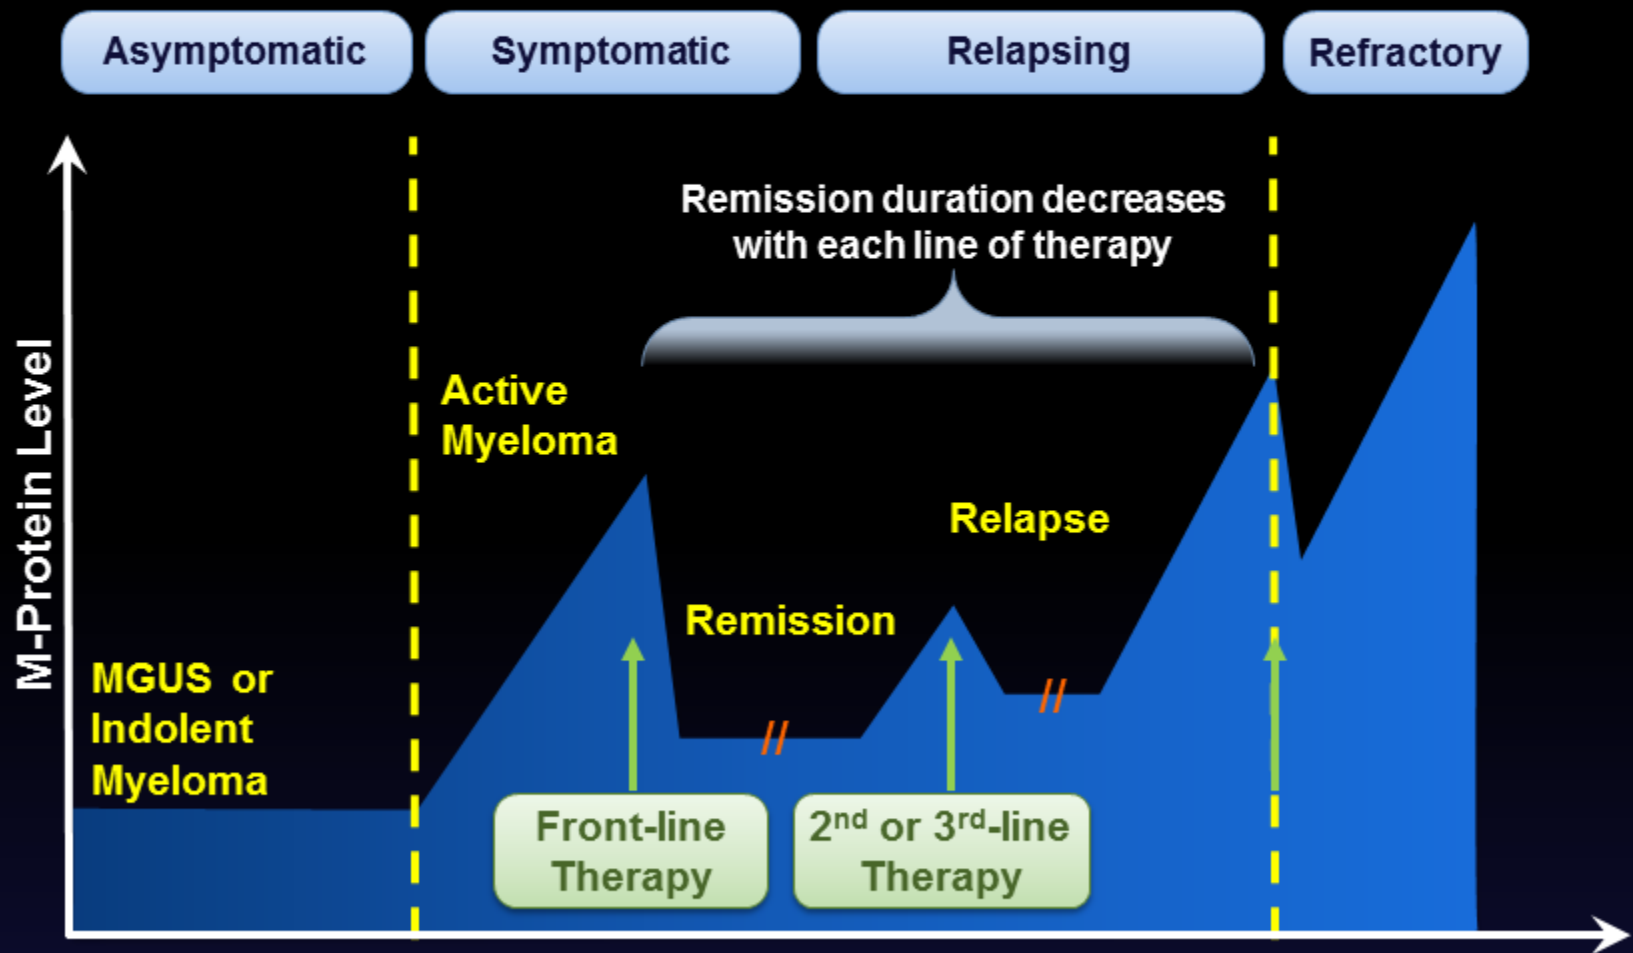 Asymptomatic
Symptomatic
Relapsing
Refractory
Remission duration decreases
with each line of therapy
M-Protein Level
Active
Myeloma
Relapse
Remission
MGUS or
Indolent
Myeloma
//
//
Front-line
Therapy
2nd or 3rd-line
Therapy